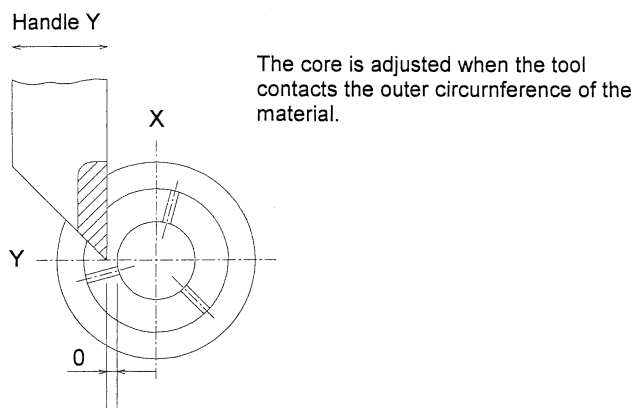 Handle Y
The core is adjusted when the tool
contacts the outer circurnference of the
material.
X
Y
0